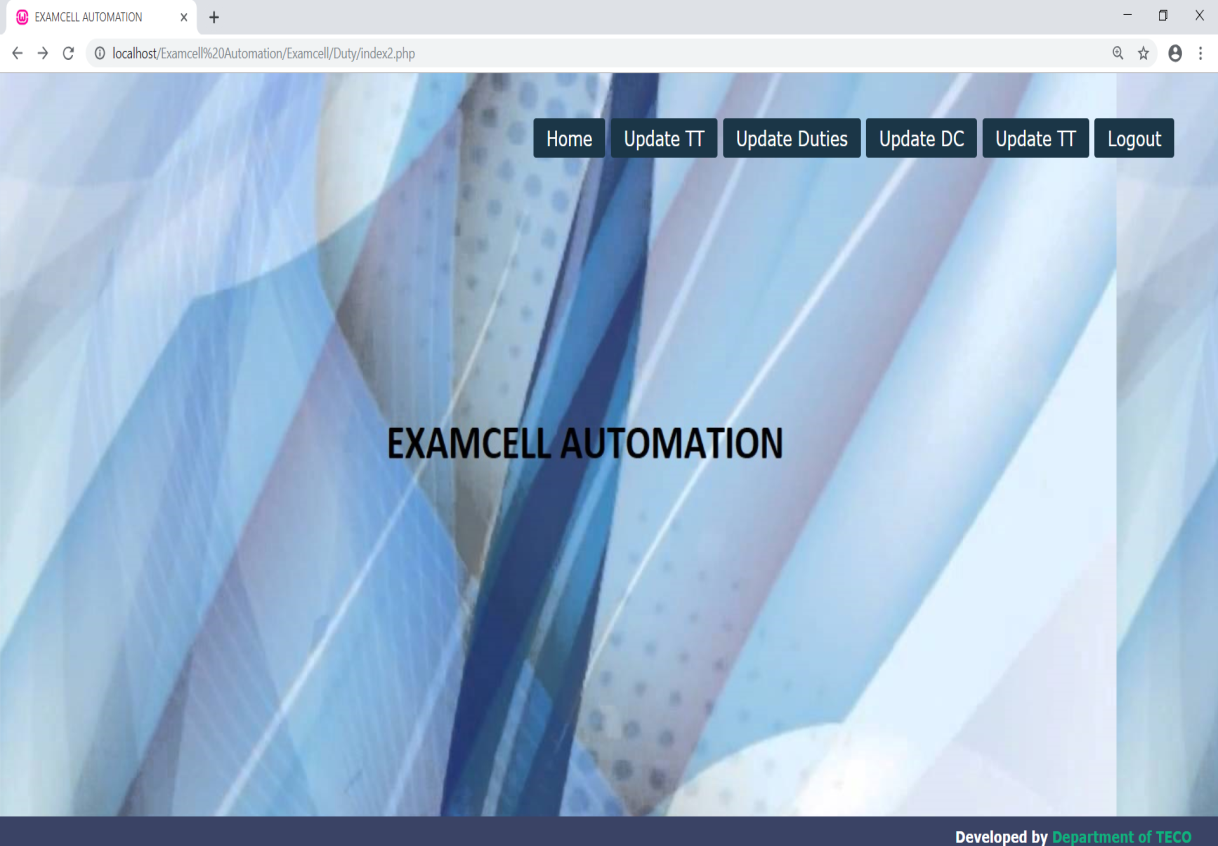 EXAMCELL AUTOMATION
localhost/Examcell%20Automation/Examcell/Duty/index2.php
Home Update TT Update Duties Update DC Update TT Logout
EXAMCELL AUTOMATION
Developed by Department of TECO